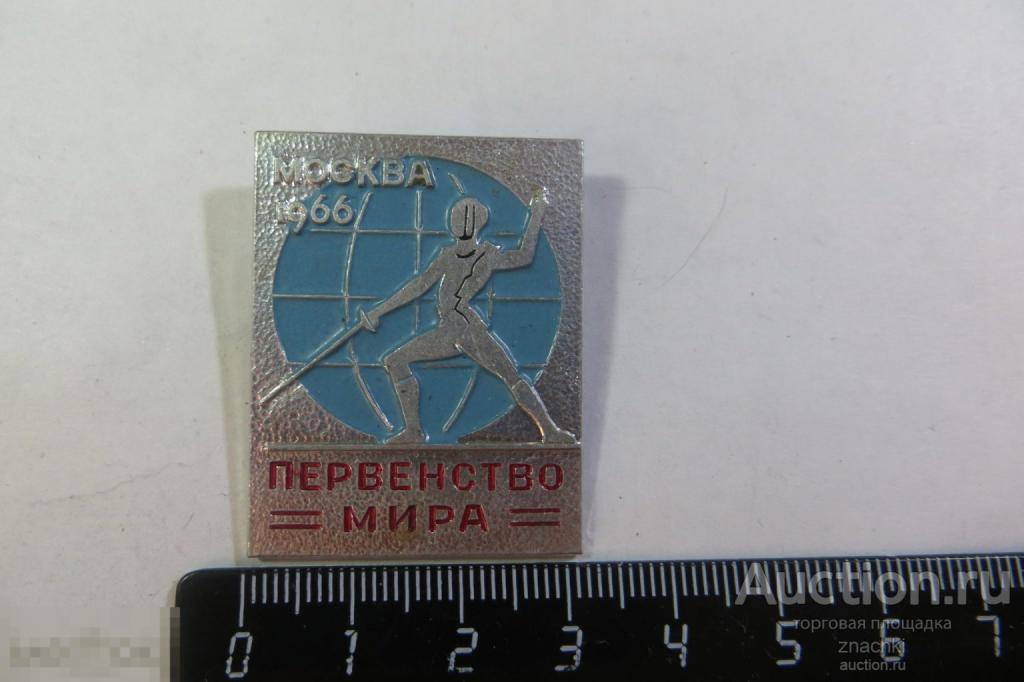 МОСКВА
1966
ПЕРВЕНСТВО
МИРА
0 1 2 3 4 5 6 7
Auction.ru
торговая площадка
znachki
auction.ru